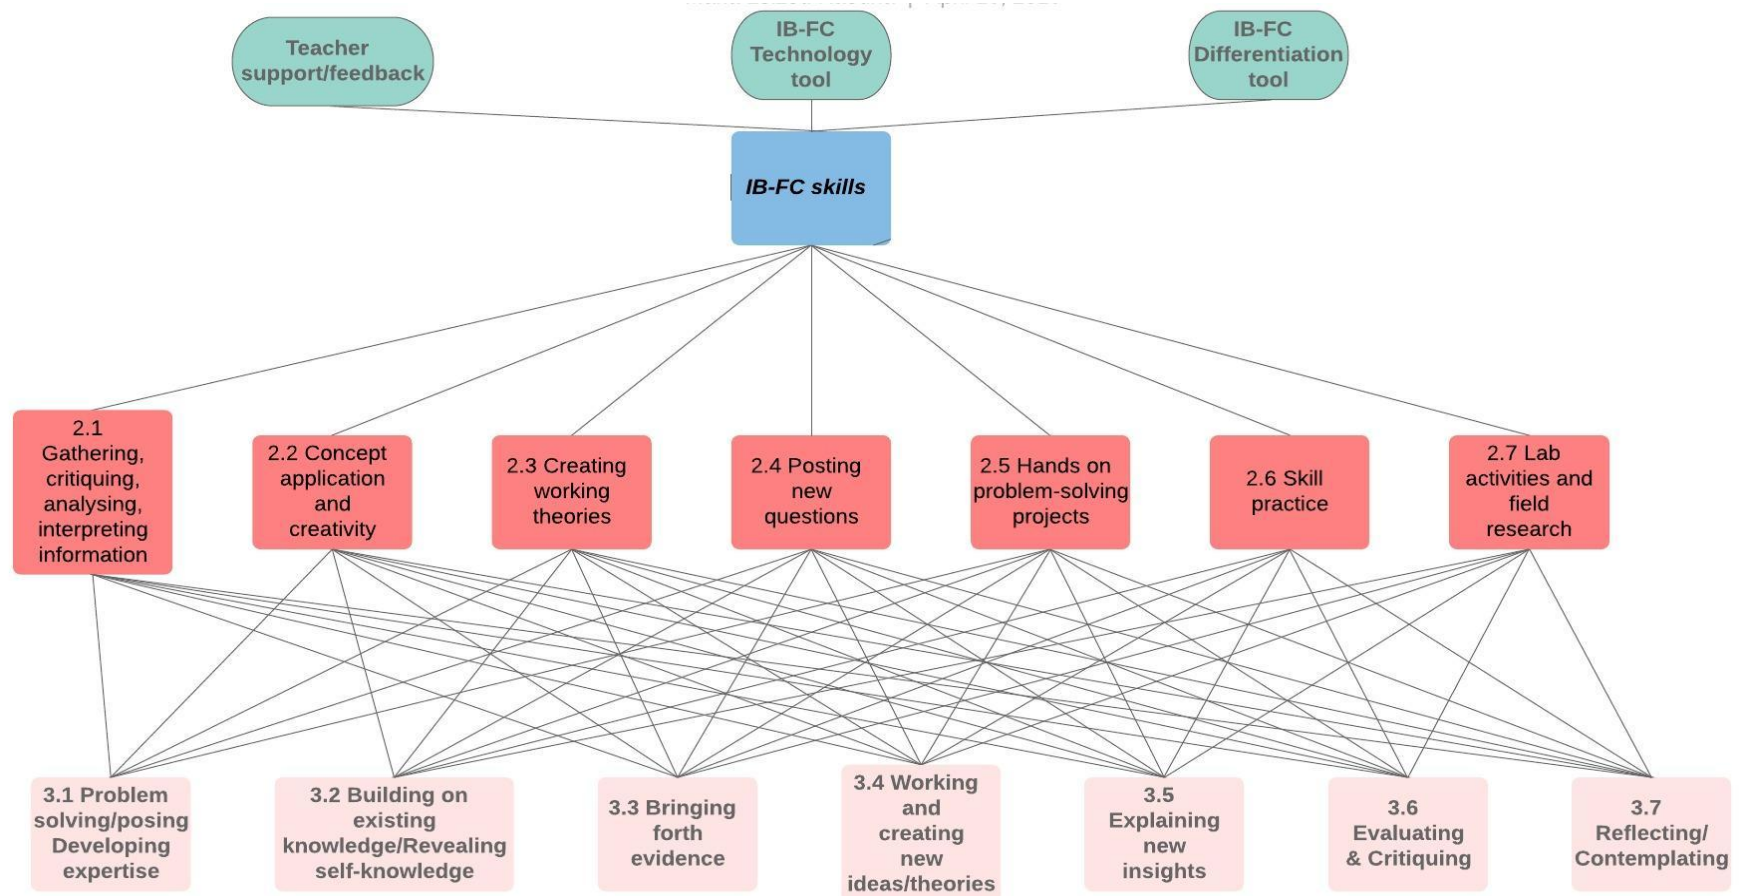 Teacher
support/feedback
IB-FC
Technology
tool
IB-FC
Differentiation
tool
IB-FC skills
2.1
Gathering,
critiquing,
analysing,
interpreting
information
2.2 Concept
application
and
creativity
2.3 Creating
working
theories
2.4 Posting
new
questions
2.5 Hands on
problem-solving
projects
2.6 Skill
practice
2.7 Lab
activities and
field
research
3.1 Problem
solving/posing
Developing
expertise
3.2 Building on
existing
knowledge/Revealing
self-knowledge
3.3 Bringing
forth
evidence
3.4 Working
and
creating
new
ideas/theories
3.5
Explaining
new
insights
3.6
Evaluating
& Critiquing
3.7
Reflecting/
Contemplating